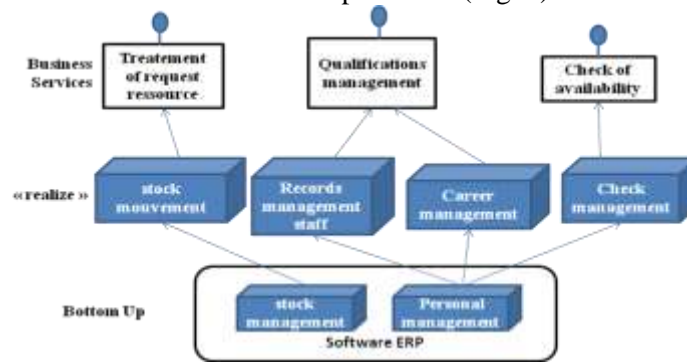 Business
Services
Treatement
of request
ressource
Qualifications
management
Check of
availability
« realize »
stock
mouvement
Records
management
staff
Career
management
Check
management
Bottom Up
stock
management
Personal
management
Software ERP